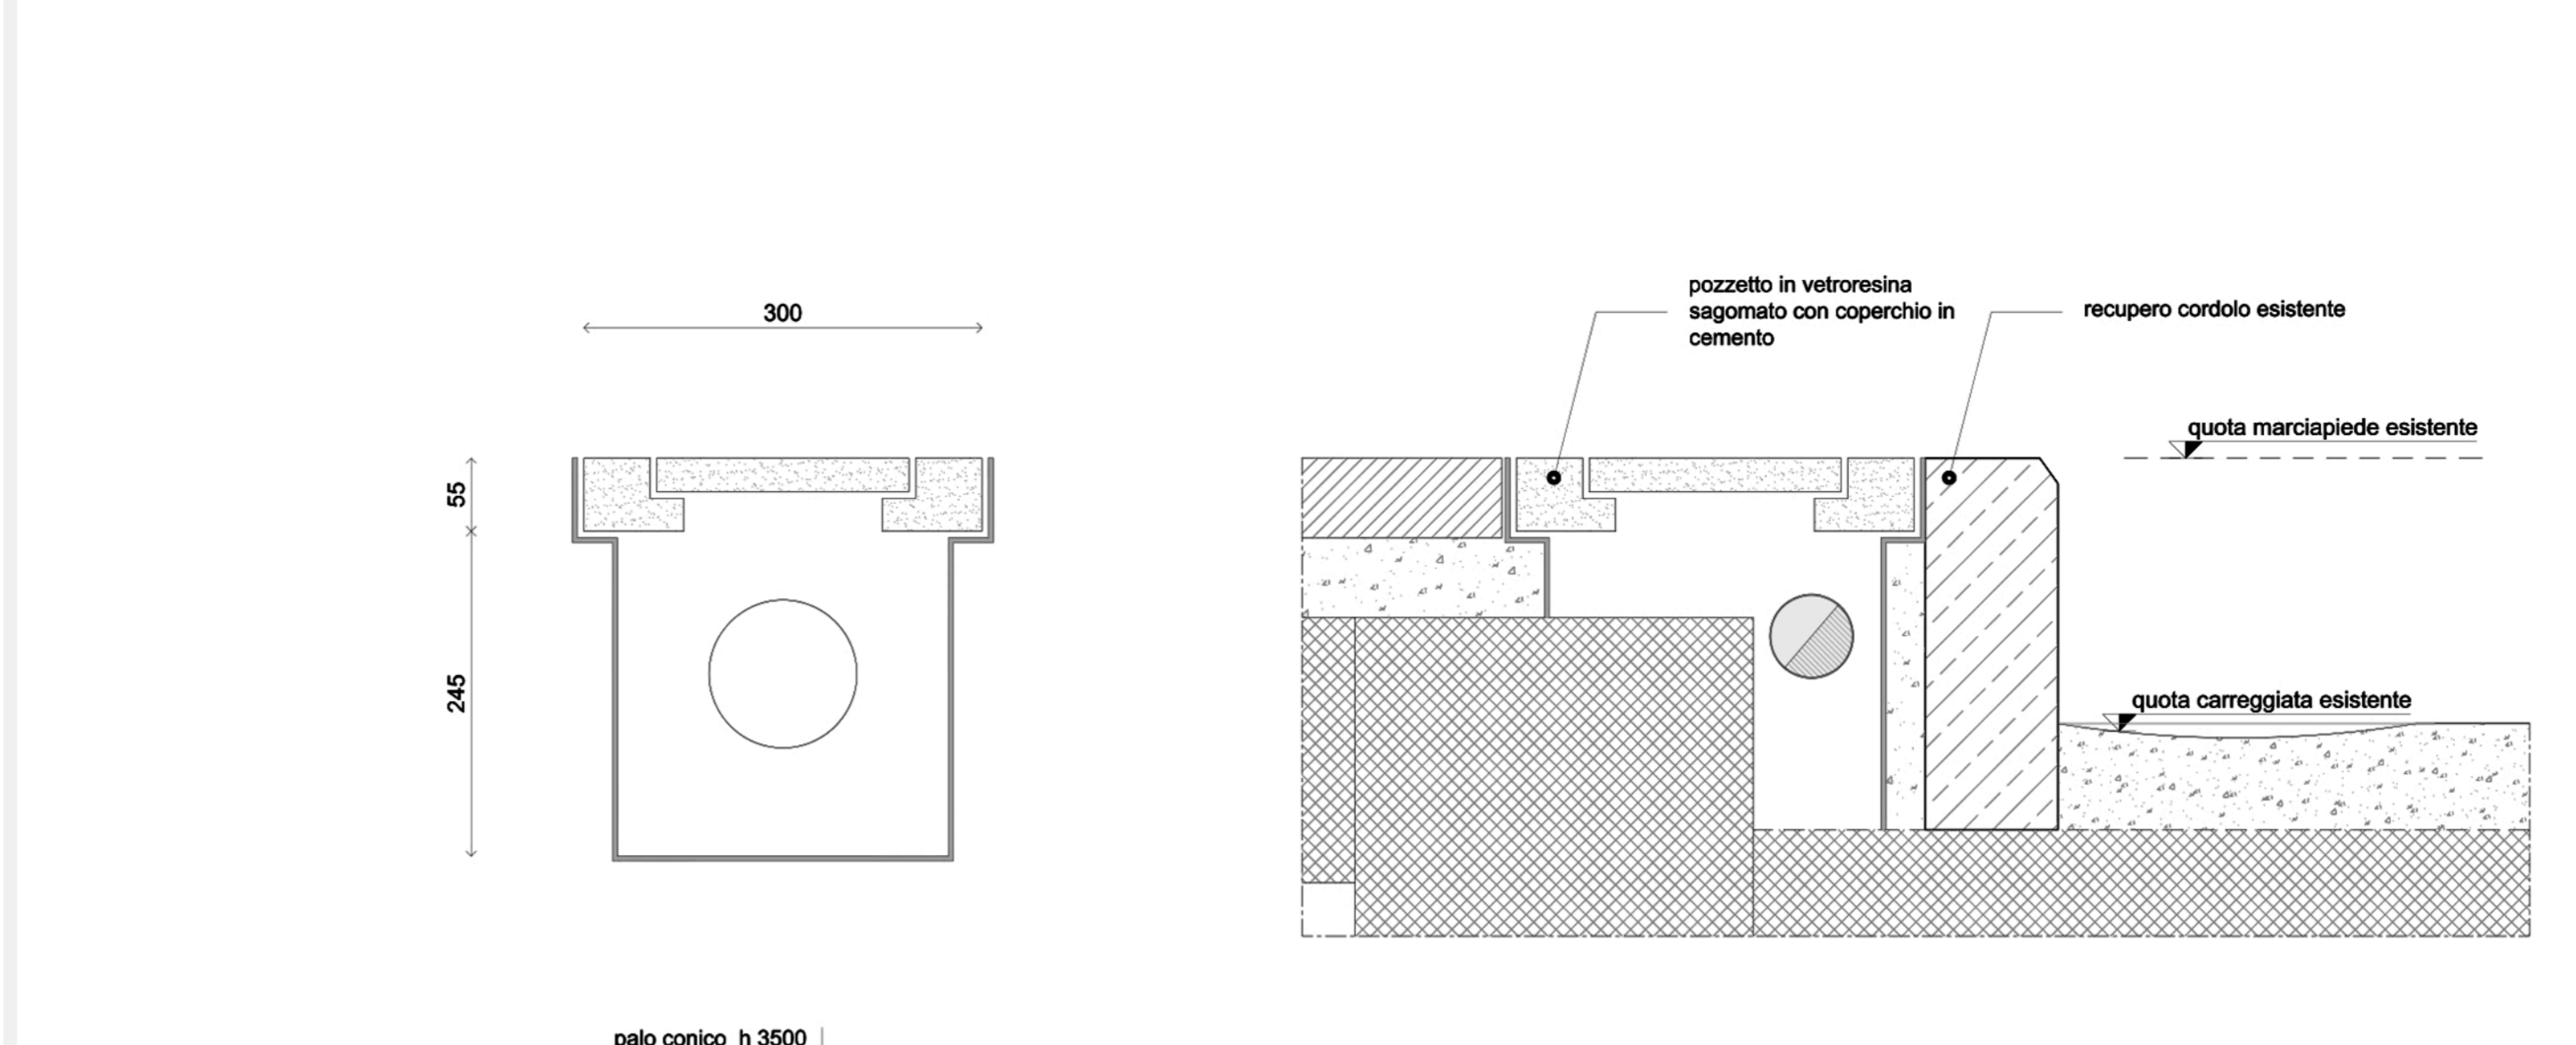 300
55
245
pozzetto in vetroresina
sagomato con coperchio in
cemento
recupero cordolo esistente
quota marciapiede esistente
quota carreggiata esistente
palo conico h 3500